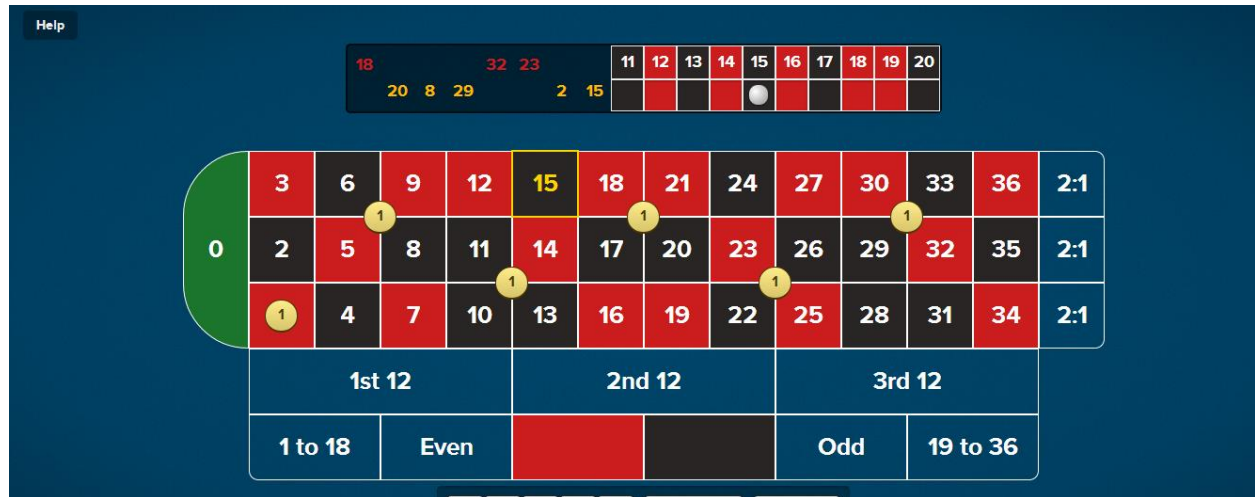 Help
18 32 23 11 12 13 14 15 16 17 18 19 20
20 8 29 2 15
3 6 9 12 15 18 21 24 27 30 33 36 2:1
1 1 1
0 2 5 8 11 14 17 20 23 26 29 32 35 2:1
1 1
1 4 7 10 13 16 19 22 25 28 31 34 2:1
1st 12 2nd 12 3rd 12
1 to 18 Even Odd 19 to 36